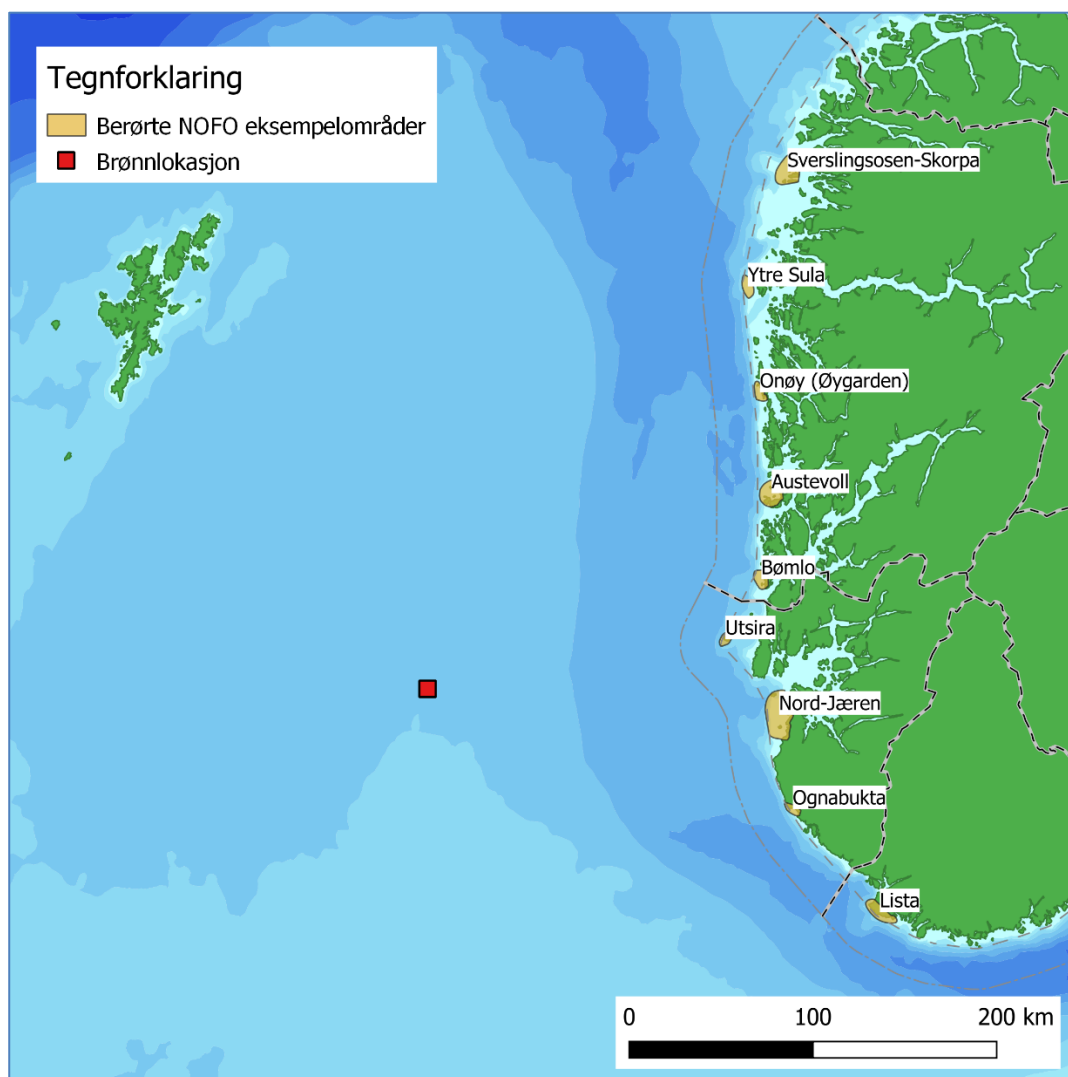 Tegnforklaring
Berørte NOFO eksempelområder
Brønnlokasjon
Sverslingsosen-Skorpa
Ytre Sula
Onøy (Øygarden)
Austevoll
Bømlo
Utsira
Nord-Jæren
Ognabukta
Lista
0 100 200 km